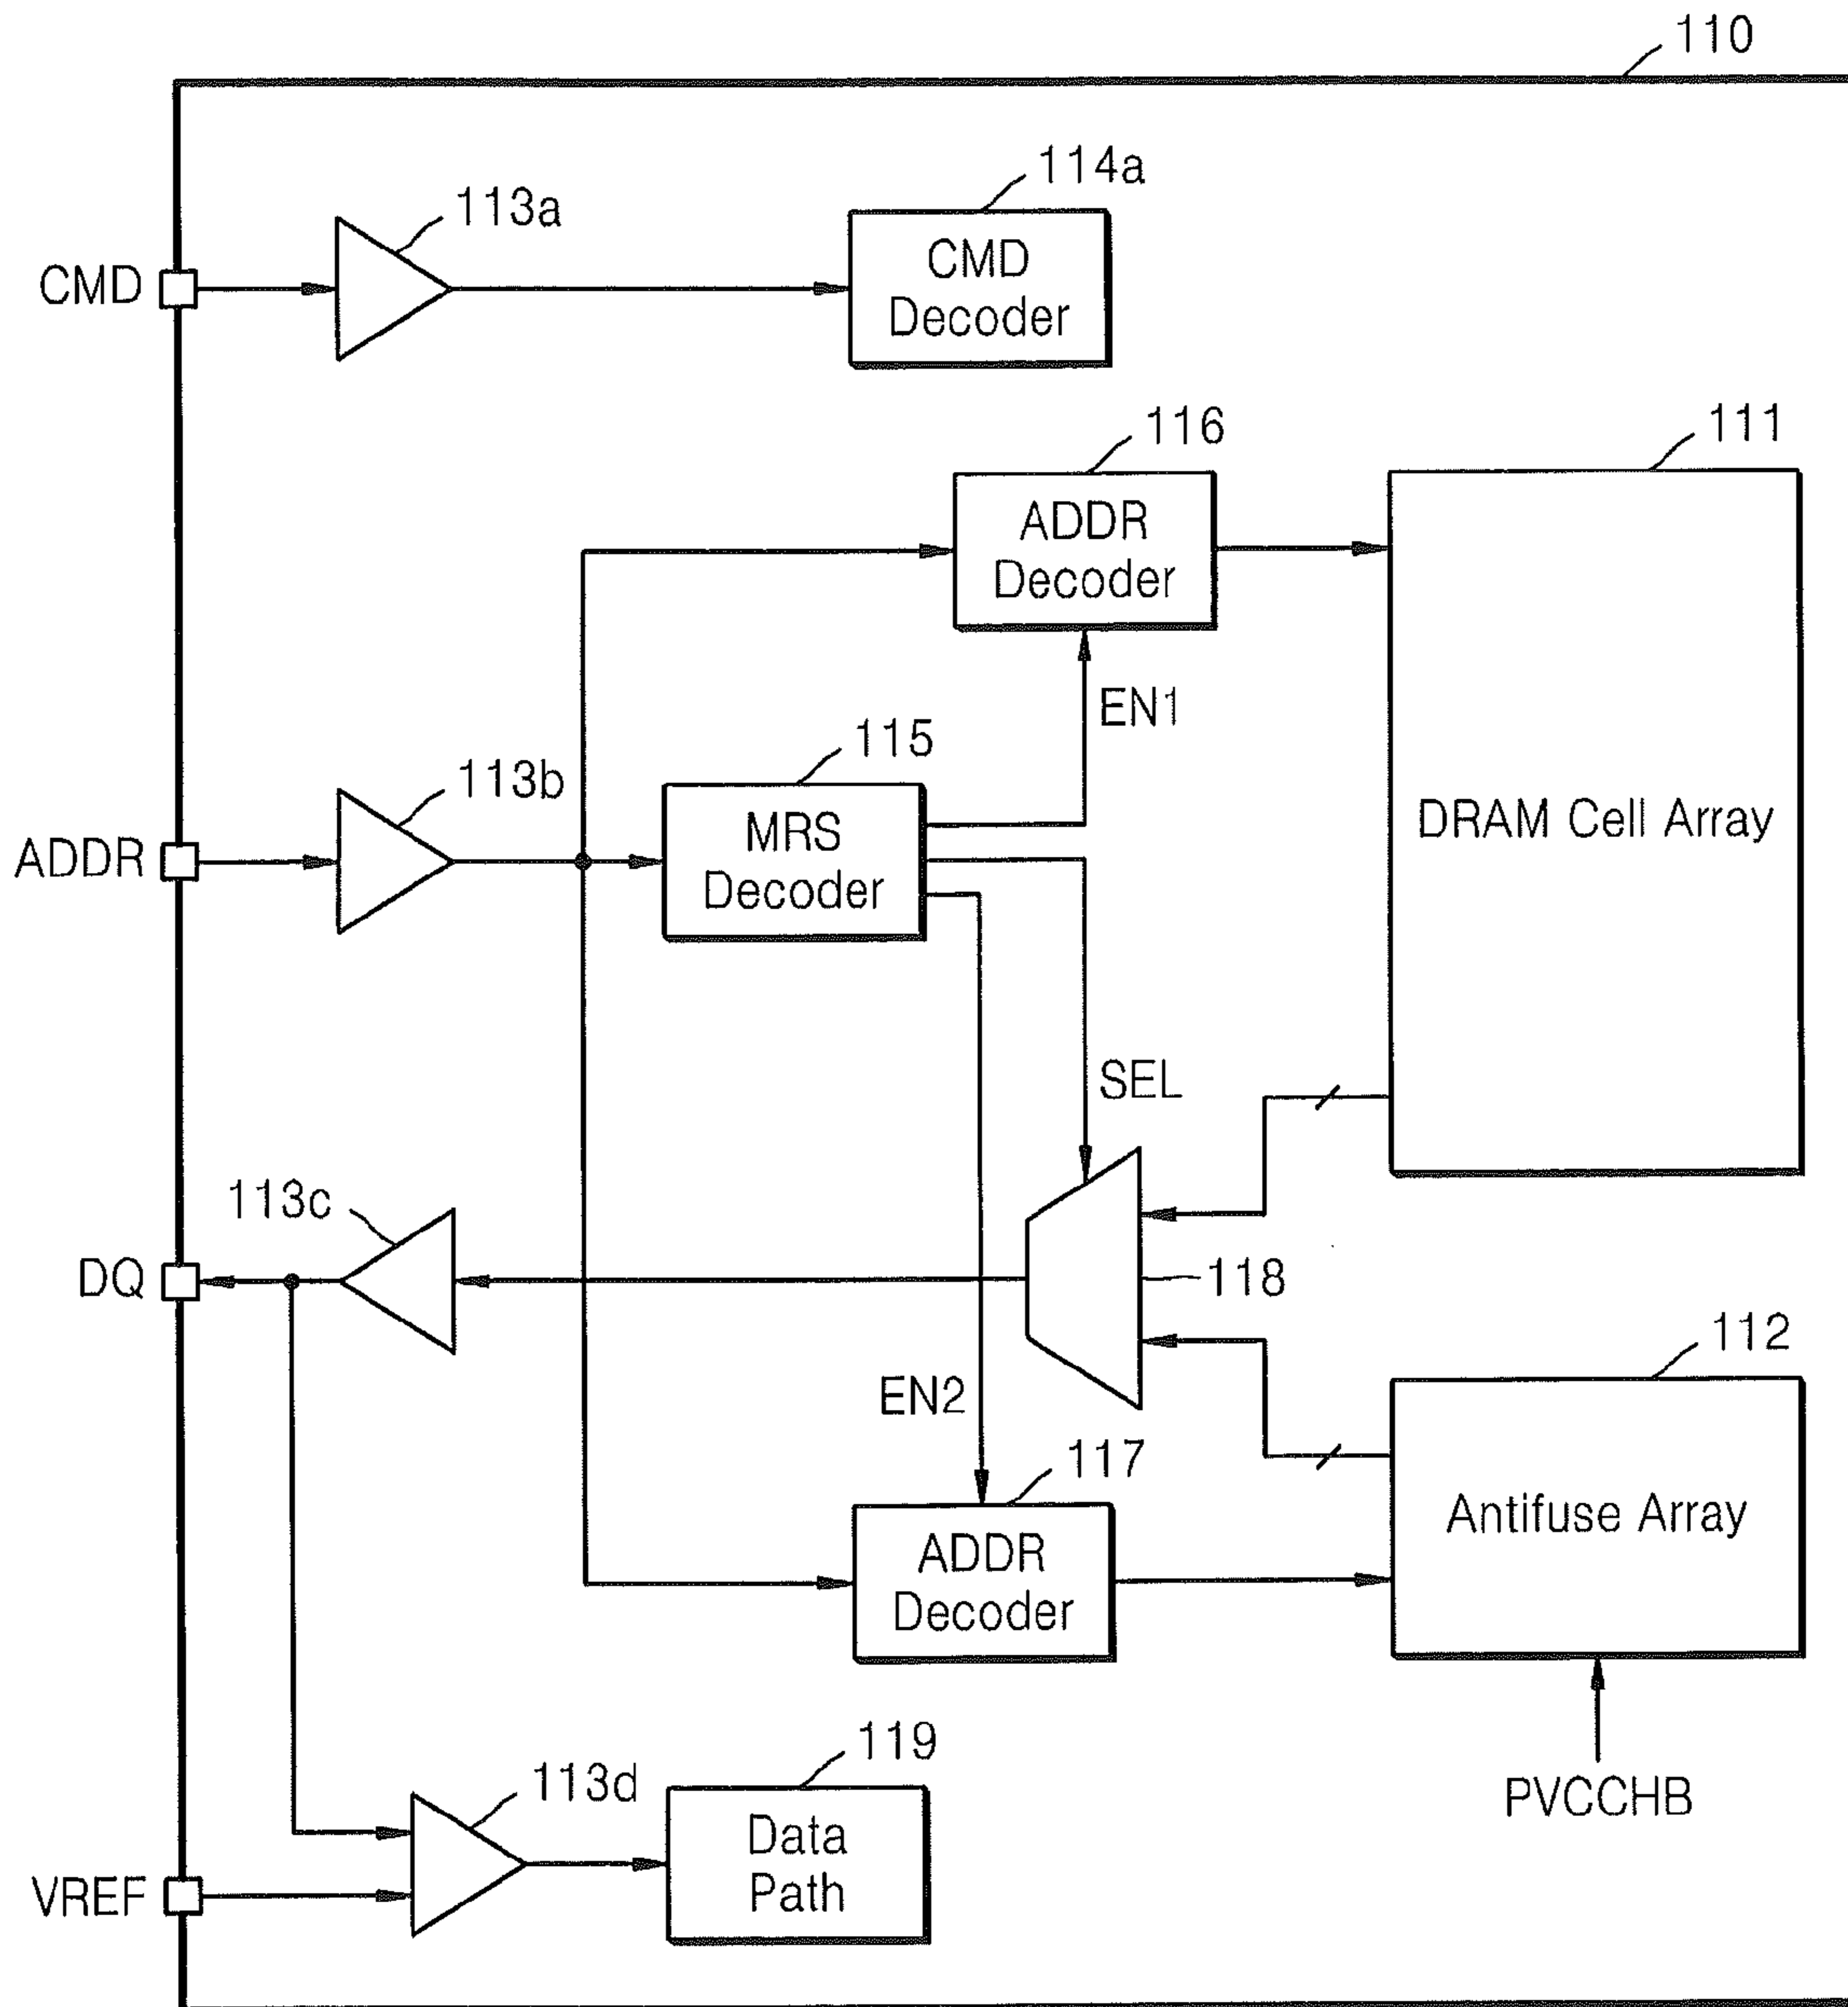 110
114a
113a
CMD
CMD
Decoder
116
111
ADDR
Decoder
EN1
115
113b
MRS
Decoder
DRAM Cell Array
ADDR
SEL
113c
DQ
118
112
EN2
117
ADDR
Decoder
Antifuse Array
119
113d
PVCCHB
Data
Path
VREF